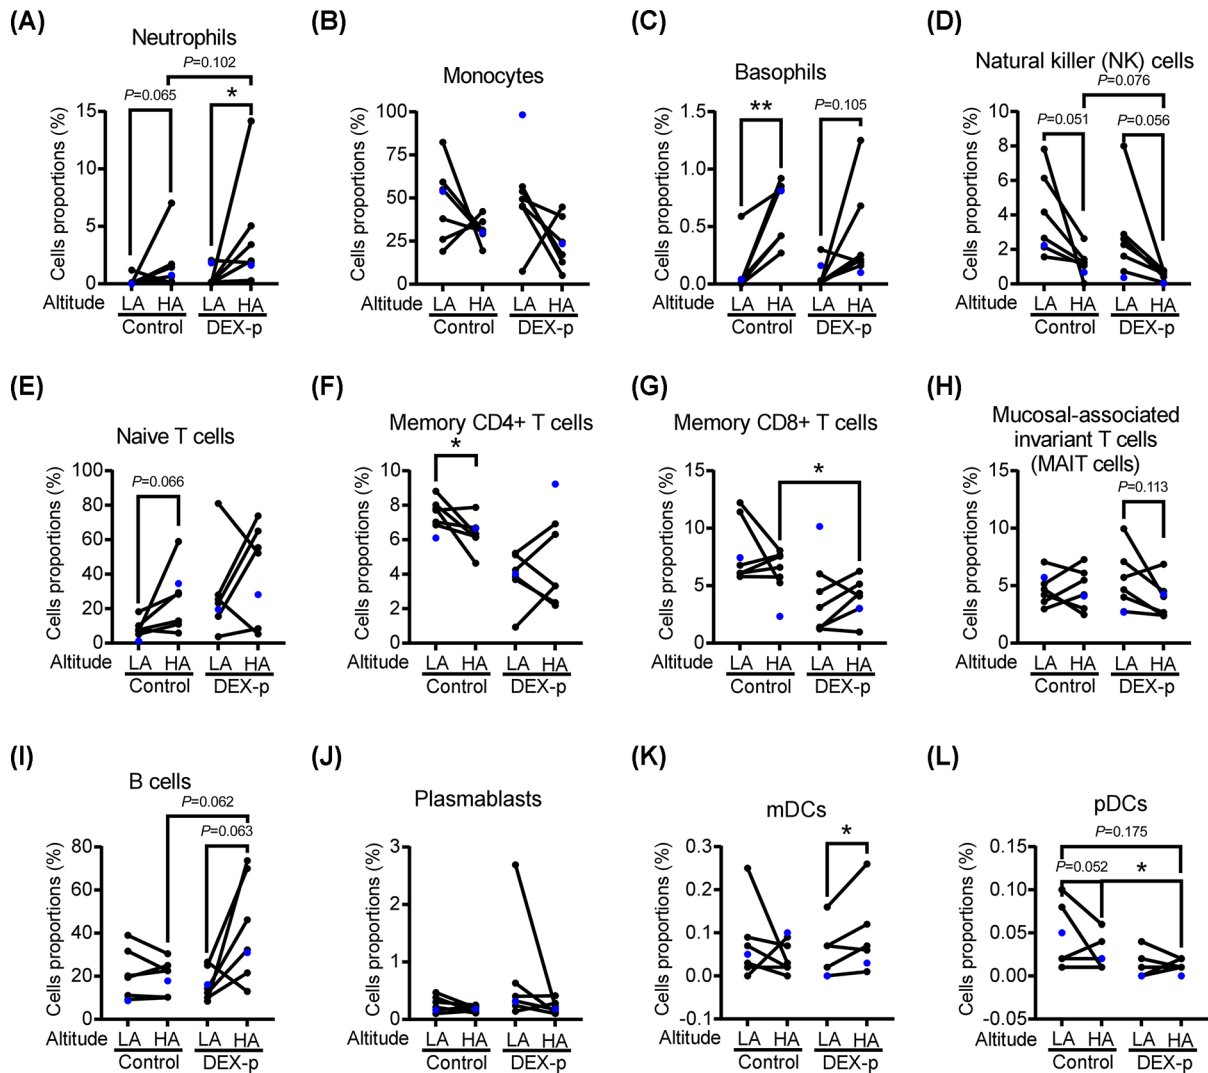 (A)
Neutrophils
P=0.102
P=0.065
*
Cells proportions (%)
15
10
5
0
Altitude LA HA LA HA
Control DEX-p
(B)
Monocytes
Cells proportions (%)
100
75
50
25
0
LA HA LA HA
Control DEX-p
(C)
Basophils
**
P=0.105
Cells proportions (%)
1.5
1.0
0.5
0.0
Altitude LA HA LA HA
Control DEX-p
(D)
Natural killer (NK) cells
P=0.076
P=0.051
P=0.056
Cells proportions (%)
10
8
6
4
2
0
Altitude LA HA LA HA
Control DEX-p
(E)
Naive T cells
P=0.066
Cells proportions (%)
100
80
60
40
20
0
Altitude LA HA LA HA
Control DEX-p
(F)
Memory CD4+ T cells
*
Cells proportions (%)
10
8
6
4
2
0
Altitude LA HA LA HA
Control DEX-p
(G)
Memory CD8+ T cells
*
Cells proportions (%)
15
10
5
0
Altitude LA HA LA HA
Control DEX-p
(H)
Mucosal-associated
invariant T cells
(MAIT cells)
P=0.113
Cells proportions (%)
15
10
5
0
Altitude LA HA LA HA
Control DEX-p
(I)
B cells
P=0.062
P=0.063
Cells proportions (%)
80
60
40
20
0
Altitude LA HA LA HA
Control DEX-p
(J)
Plasmablasts
Cells proportions (%)
3
2
1
0
Altitude LA HA LA HA
Control DEX-p
(K)
mDCs
*
Cells proportions (%)
0.3
0.2
0.1
0.0
-0.1
Altitude LA HA LA HA
Control DEX-p
(L)
pDCs
P=0.175
P=0.052
*
Cells proportions (%)
0.15
0.10
0.05
0.00
-0.05
Altitude LA HA LA HA
Control DEX-p